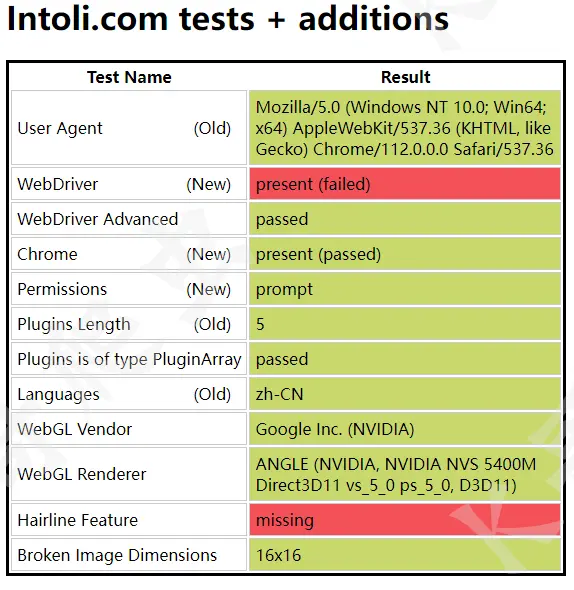 Intoli.com tests + additions
Test Name Result
User Agent (Old) Mozilla/5.0 (Windows NT 10.0; Win64;
x64) AppleWebKit/537.36 (KHTML, like
Gecko) Chrome/112.0.0.0 Safari/537.36
WebDriver (New) present (failed)
WebDriver Advanced passed
Chrome (New) present (passed)
Permissions (New) prompt
Plugins Length (Old) 5
Plugins is of type PluginArray passed
Languages (Old) zh-CN
WebGL Vendor Google Inc. (NVIDIA)
WebGL Renderer ANGLE (NVIDIA, NVIDIA NVS 5400M
Direct3D11 vs_5_0 ps_5_0, D3D11)
Hairline Feature missing
Broken Image Dimensions 16x16